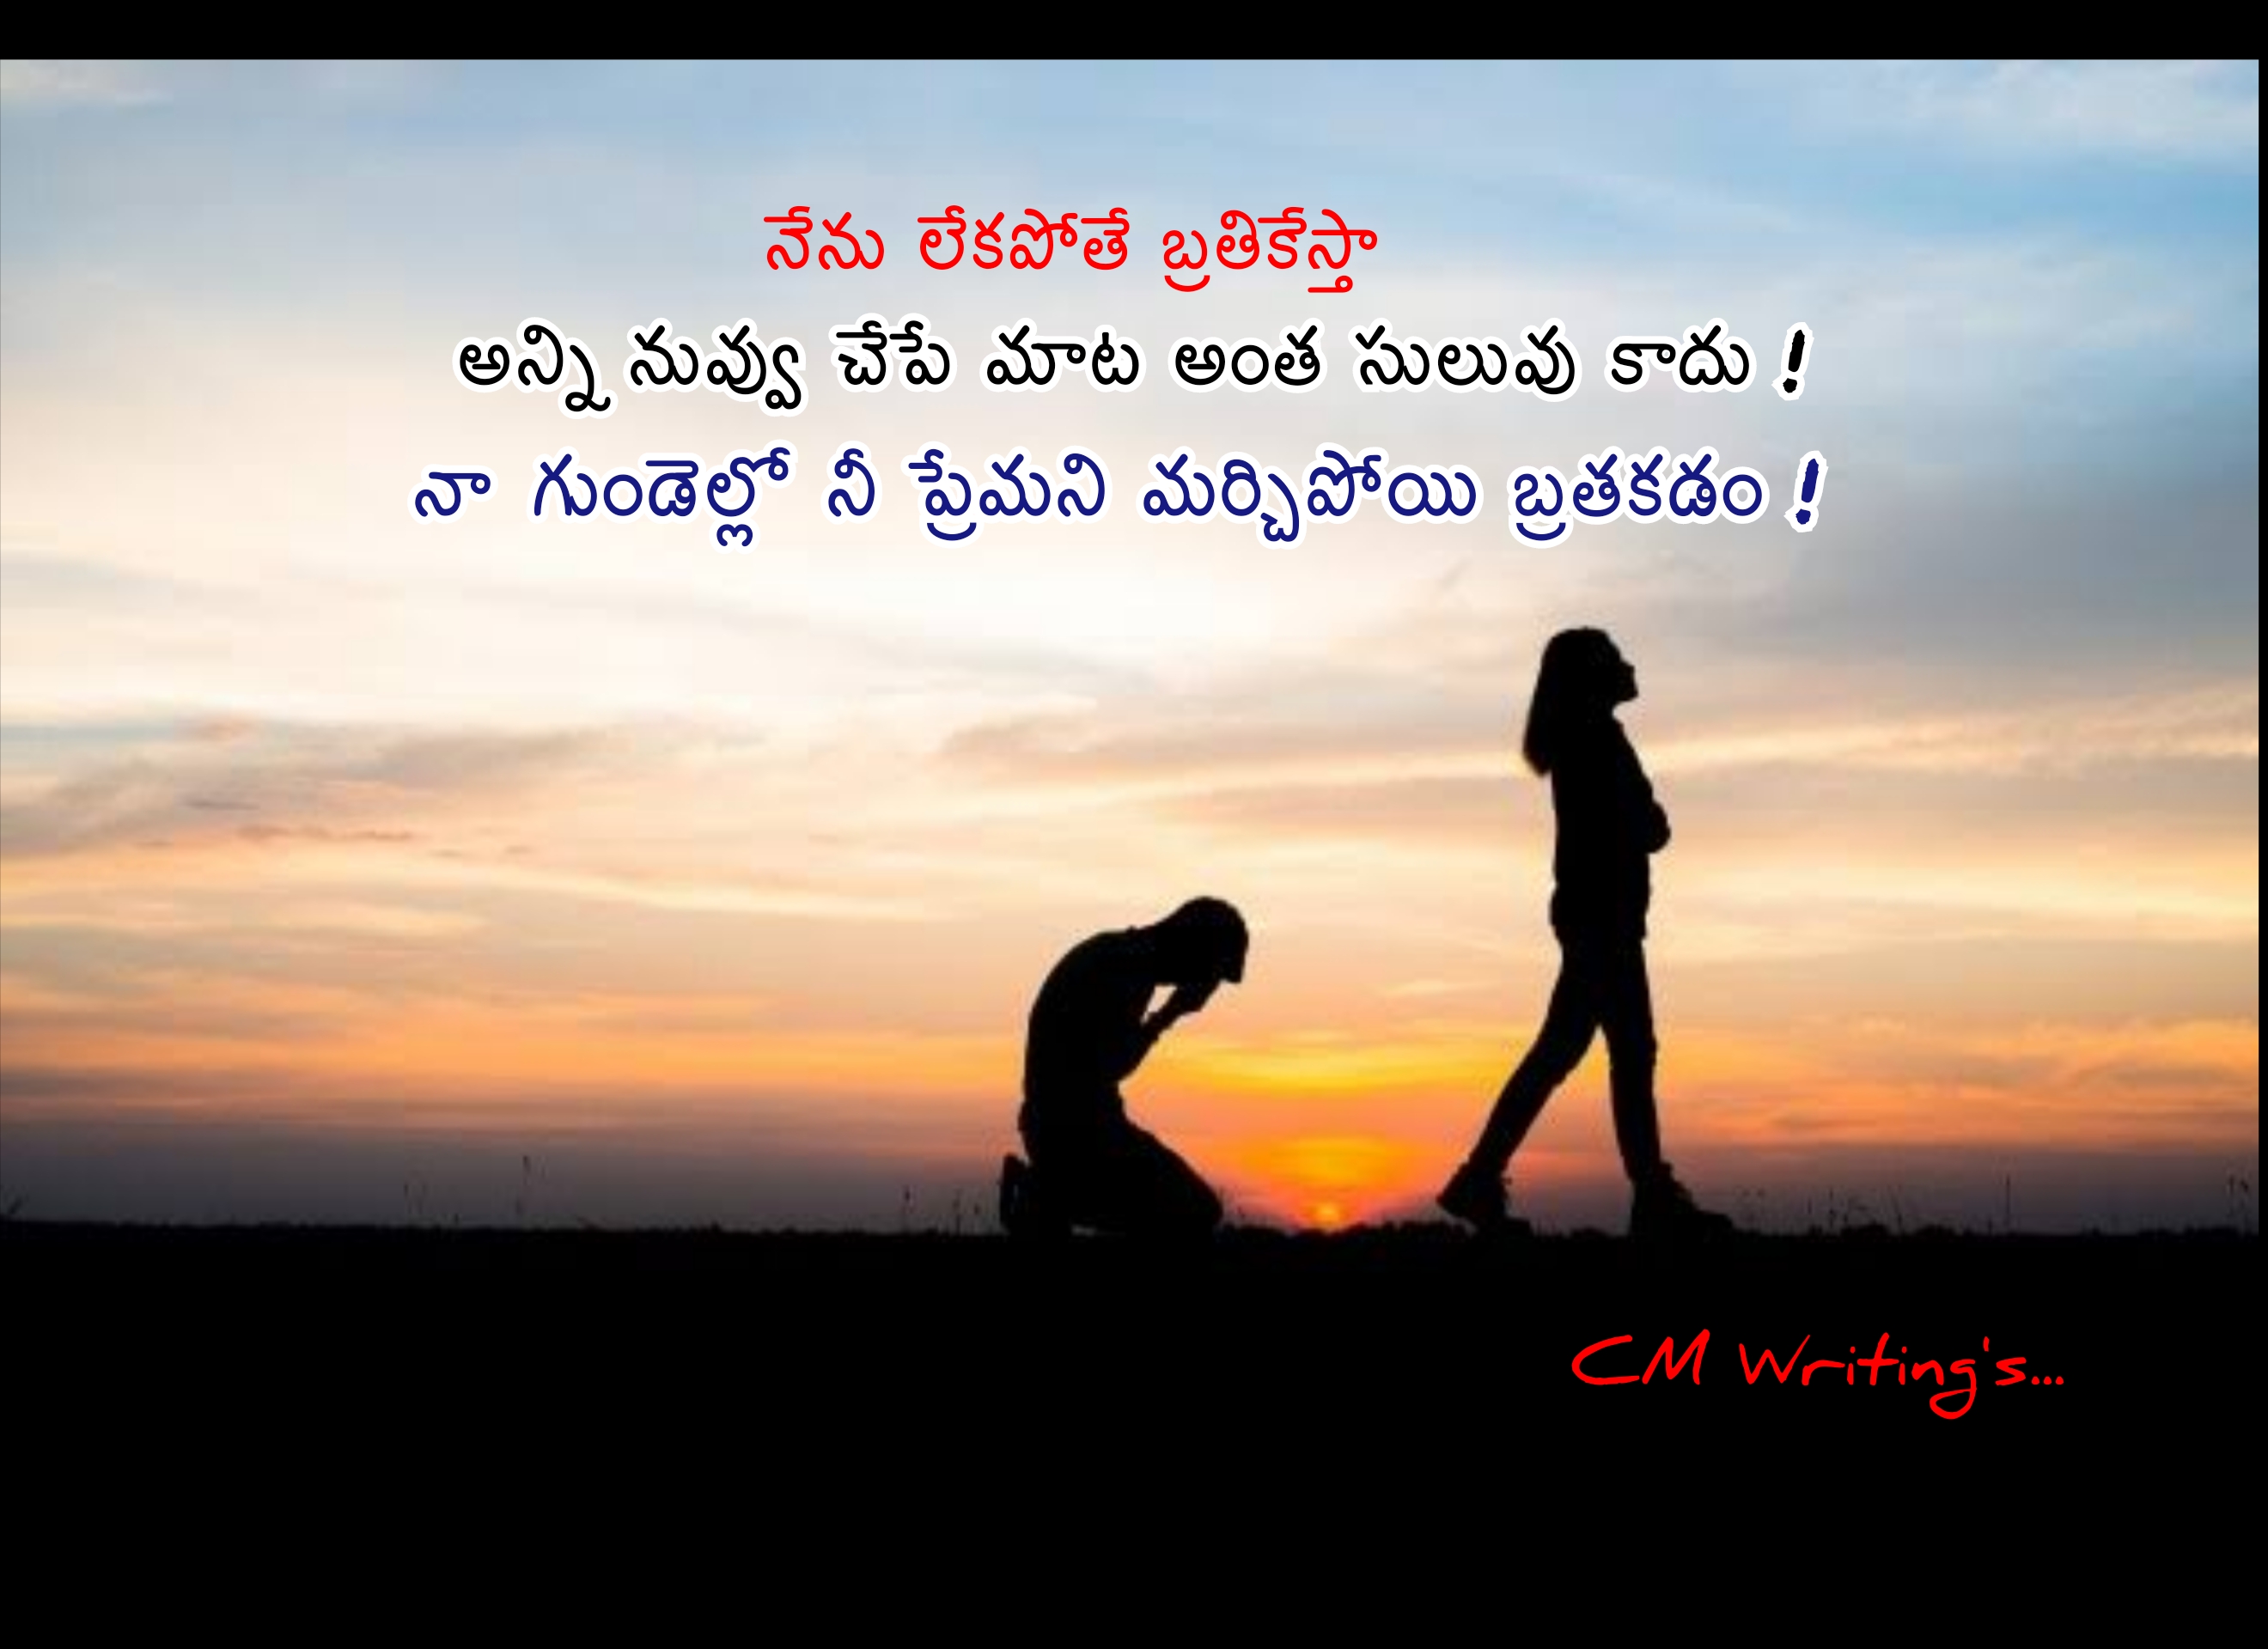 నేను లేకపోతే బ్రతికేస్తా
అన్ని నువ్వు చేపే మాట అంత సులువు కాదు !
నా గుండెల్లో నీ ప్రేమని మర్చిపోయి బ్రతకడం !
CM Writing's...